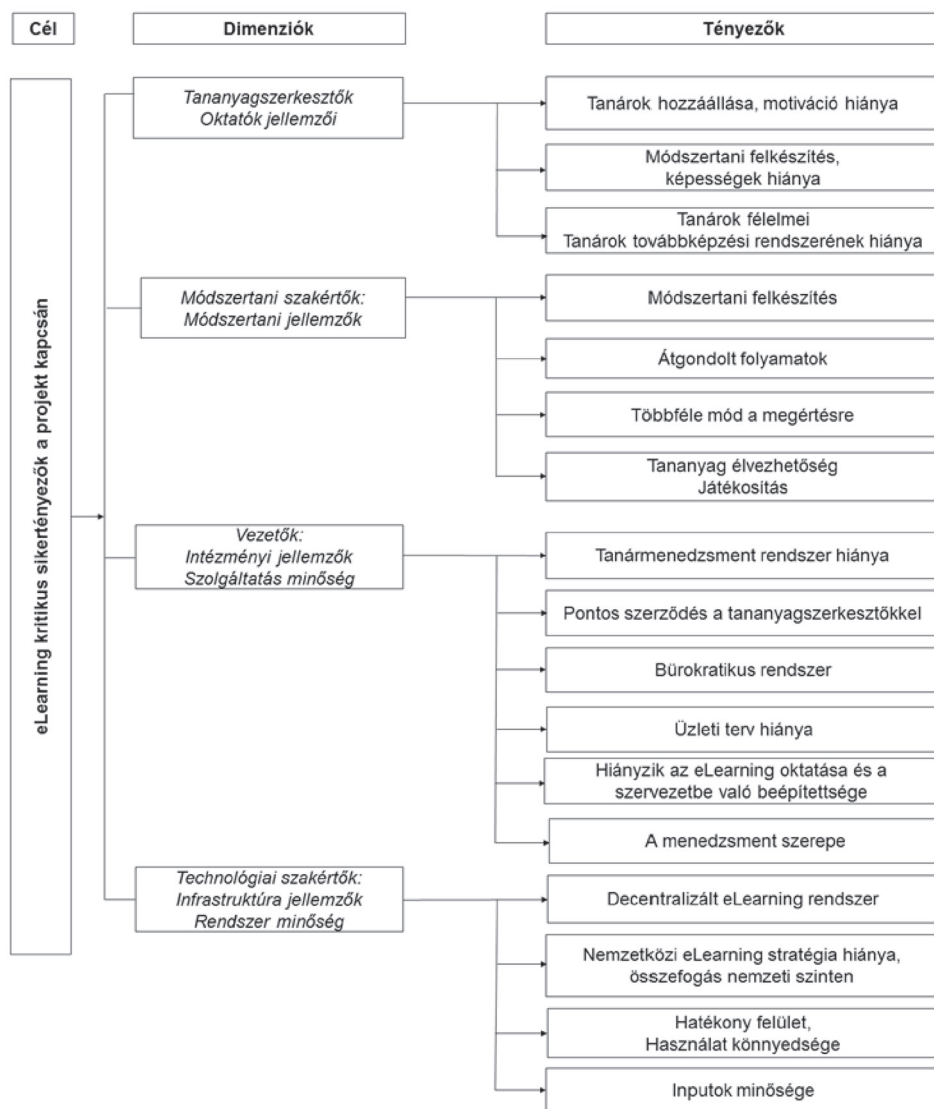 Cél
Dimenziók
Tényezők
eLearning kritikus sikertényezők a projekt kapcsán
Tananyagszerkesztők
Oktatók jellemzői
Tanárok hozzáállása, motiváció hiánya
Módszertani felkészítés,
képességek hiánya
Tanárok félelmei
Tanárok továbbképzési rendszerének hiánya
Módszertani szakértők:
Módszertani jellemzők
Módszertani felkészítés
Átgondolt folyamatok
Többféle mód a megértésre
Tananyag élvezhetőség
Játékosítás
Vezetők:
Intézményi jellemzők
Szolgáltatás minőség
Tanármenedzsment rendszer hiánya
Pontos szerződés a tananyagszerkesztőkkel
Bürokratikus rendszer
Üzleti terv hiánya
Hiányzik az eLearning oktatása és a
szervezetbe való beépítettsége
A menedzsment szerepe
Technológiai szakértők:
Infrastruktúra jellemzők
Rendszer minőség
Decentralizált eLearning rendszer
Nemzetközi eLearning stratégia hiánya,
összefogás nemzeti szinten
Hatékony felület,
Használat könnyedsége
Inputok minősége